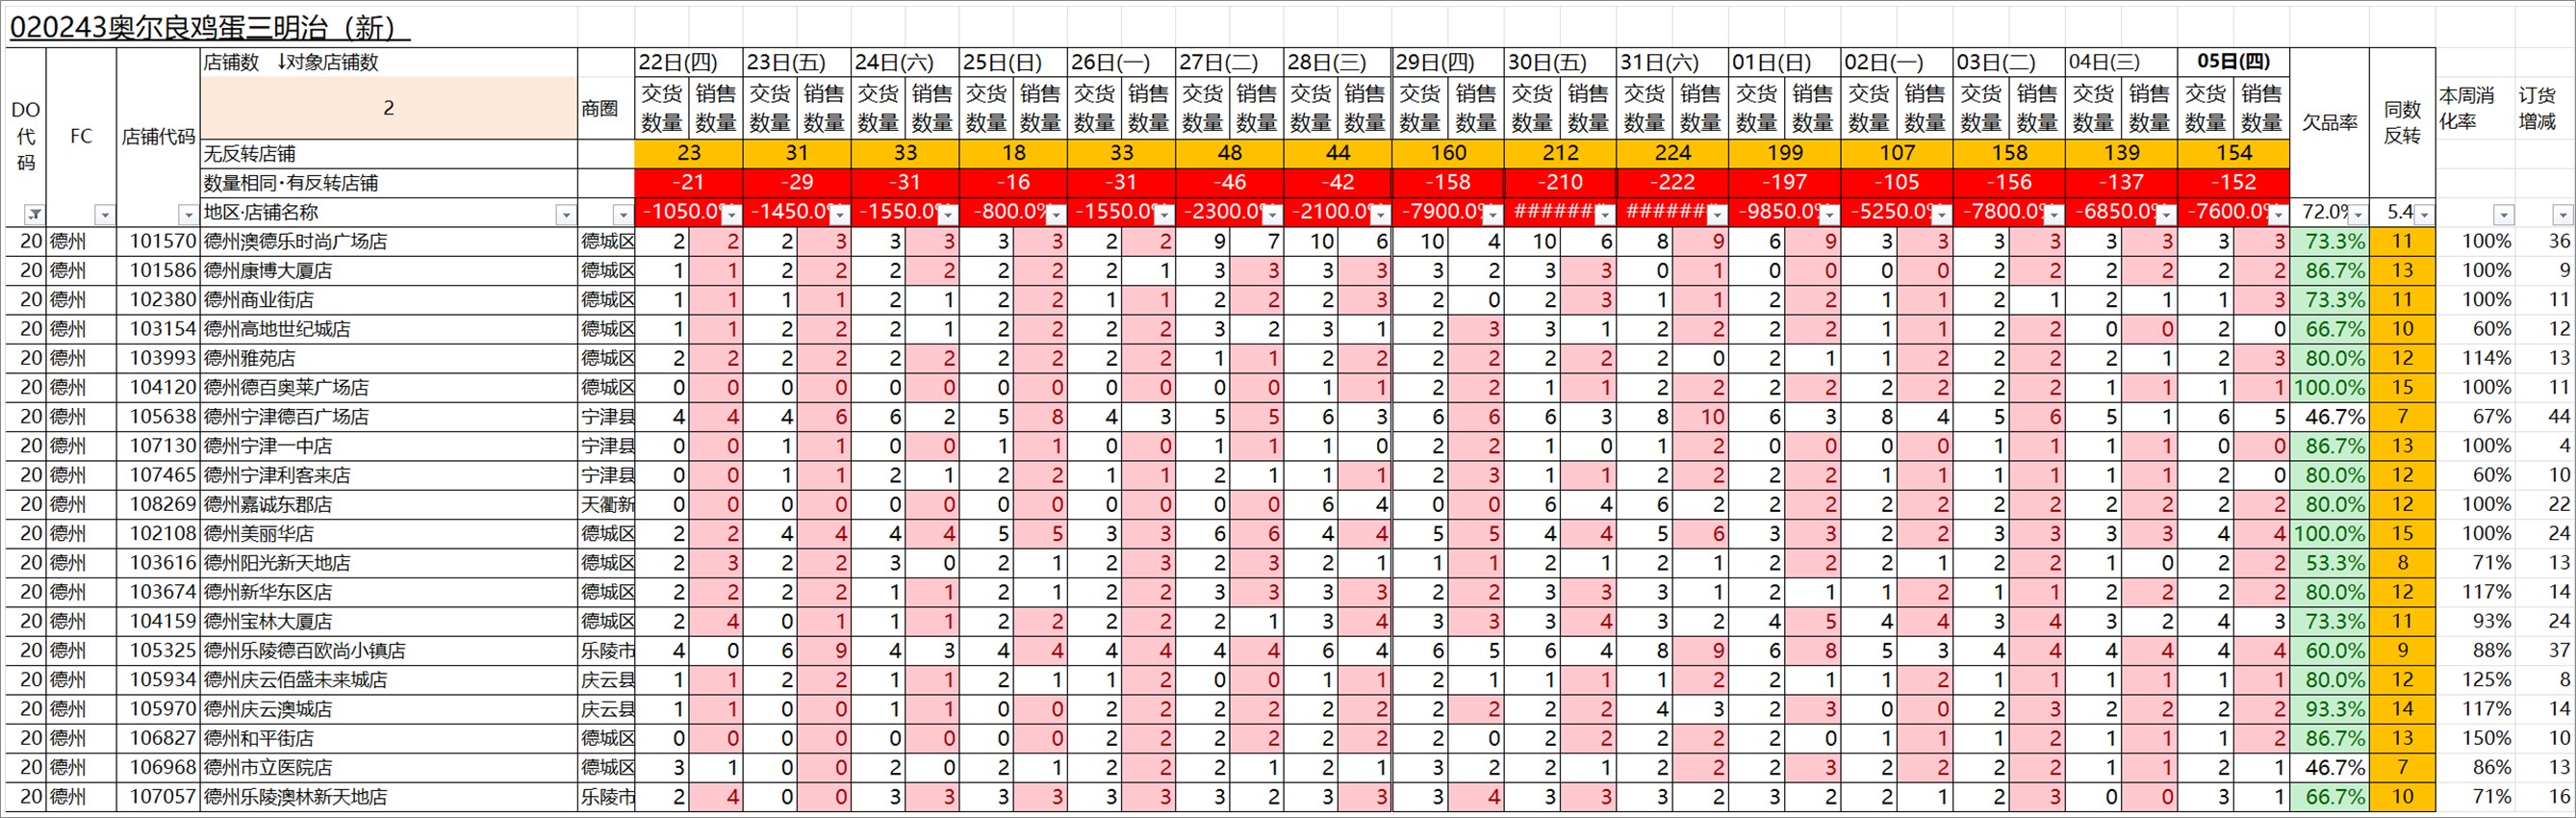 020243奥尔良鸡蛋三明治（新）
DO代码 FC 店铺代码 店铺数 ↓对象店铺数 商圈 22日(四) 23日(五) 24日(六) 25日(日) 26日(一) 27日(二) 28日(三) 29日(四) 30日(五) 31日(六) 01日(日) 02日(一) 03日(二) 04日(三) 05日(四) 欠品率 同数反转 本周消化率 订货增减
2 交货数量 销售数量 交货数量 销售数量 交货数量 销售数量 交货数量 销售数量 交货数量 销售数量 交货数量 销售数量 交货数量 销售数量 交货数量 销售数量 交货数量 销售数量 交货数量 销售数量 交货数量 销售数量 交货数量 销售数量 交货数量 销售数量 交货数量 销售数量 交货数量 销售数量
无反转店铺 23 31 33 18 33 48 44 160 212 224 199 107 158 139 154
数量相同·有反转店铺 -21 -29 -31 -16 -31 -46 -42 -158 -210 -222 -197 -105 -156 -137 -152
地区·店铺名称 -1050.0% -1450.0% -1550.0% -800.0% -1550.0% -2300.0% -2100.0% -7900.0% ####### ####### -9850.0% -5250.0% -7800.0% -6850.0% -7600.0% 72.0% 5.4
20 德州 101570 德州澳德乐时尚广场店 德城区 2 2 2 3 3 3 3 3 2 2 9 7 10 6 10 4 10 6 8 9 6 9 3 3 3 3 3 3 3 3 73.3% 11 100% 36
20 德州 101586 德州康博大厦店 德城区 1 1 2 2 2 2 2 2 2 1 3 3 3 3 3 2 3 3 0 1 0 0 0 0 2 2 2 2 2 2 86.7% 13 100% 9
20 德州 102380 德州商业街店 德城区 1 1 1 1 2 1 2 2 1 1 2 2 2 3 2 0 2 3 1 1 2 2 1 1 2 1 2 1 1 3 73.3% 11 100% 11
20 德州 103154 德州高地世纪城店 德城区 1 1 2 2 2 1 2 2 2 2 3 2 3 1 2 3 3 1 2 2 2 2 1 1 2 2 0 0 2 0 66.7% 10 60% 12
20 德州 103993 德州雅苑店 德城区 2 2 2 2 2 2 2 2 2 2 1 1 2 2 2 2 2 2 2 0 2 1 1 2 2 2 2 1 2 3 80.0% 12 114% 13
20 德州 104120 德州德百奥莱广场店 德城区 0 0 0 0 0 0 0 0 0 0 0 0 1 1 2 2 1 1 2 2 2 2 2 2 2 2 1 1 1 1 100.0% 15 100% 11
20 德州 105638 德州宁津德百广场店 宁津县 4 4 4 6 6 2 5 8 4 3 5 5 6 3 6 6 6 3 8 10 6 3 8 4 5 6 5 1 6 5 46.7% 7 67% 44
20 德州 107130 德州宁津一中店 宁津县 0 0 1 1 0 0 1 1 0 0 1 1 1 0 2 2 1 0 1 2 0 0 0 0 1 1 1 1 0 0 86.7% 13 100% 4
20 德州 107465 德州宁津利客来店 宁津县 0 0 1 1 2 1 2 2 1 1 2 1 1 1 2 3 1 1 2 2 2 2 1 1 1 1 1 1 2 0 80.0% 12 60% 10
20 德州 108269 德州嘉诚东郡店 天衢新 0 0 0 0 0 0 0 0 0 0 0 0 6 4 0 0 6 4 6 2 2 2 2 2 2 2 2 2 2 2 80.0% 12 100% 22
20 德州 102108 德州美丽华店 德城区 2 2 4 4 4 4 5 5 3 3 6 6 4 4 5 5 4 4 5 6 3 3 2 2 3 3 3 3 4 4 100.0% 15 100% 24
20 德州 103616 德州阳光新天地店 德城区 2 3 2 2 3 0 2 1 2 3 2 3 2 1 1 1 2 1 2 1 2 2 2 1 2 2 1 0 2 2 53.3% 8 71% 13
20 德州 103674 德州新华东区店 德城区 2 2 2 2 1 1 2 1 2 2 3 3 3 3 2 2 3 3 3 1 2 1 1 2 1 1 2 2 2 2 80.0% 12 117% 14
20 德州 104159 德州宝林大厦店 德城区 2 4 0 1 1 1 2 2 2 2 2 1 3 4 3 3 3 4 3 2 4 5 4 4 3 4 3 2 4 3 73.3% 11 93% 24
20 德州 105325 德州乐陵德百欧尚小镇店 乐陵市 4 0 6 9 4 3 4 4 4 4 4 4 6 4 6 5 6 4 8 9 6 8 5 3 4 4 4 4 4 4 60.0% 9 88% 37
20 德州 105934 德州庆云佰盛未来城店 庆云县 1 1 2 2 1 1 2 1 1 2 0 0 1 1 2 1 1 1 1 2 2 1 1 2 1 1 1 1 1 1 80.0% 12 125% 8
20 德州 105970 德州庆云澳城店 庆云县 1 1 0 0 1 1 0 0 2 2 2 2 2 2 2 2 2 2 4 3 2 3 0 0 2 3 2 2 2 2 93.3% 14 117% 14
20 德州 106827 德州和平街店 德城区 0 0 0 0 0 0 0 0 2 2 2 2 2 2 2 0 2 2 2 2 2 0 1 1 1 2 1 1 1 2 86.7% 13 150% 10
20 德州 106968 德州市立医院店 德城区 3 1 0 0 2 0 2 1 2 2 2 1 2 1 3 2 2 1 2 2 2 3 2 2 2 2 1 1 2 1 46.7% 7 86% 13
20 德州 107057 德州乐陵澳林新天地店 乐陵市 2 4 0 0 3 3 3 3 3 3 3 2 3 3 3 4 3 3 3 2 3 2 2 1 2 3 0 0 3 1 66.7% 10 71% 16